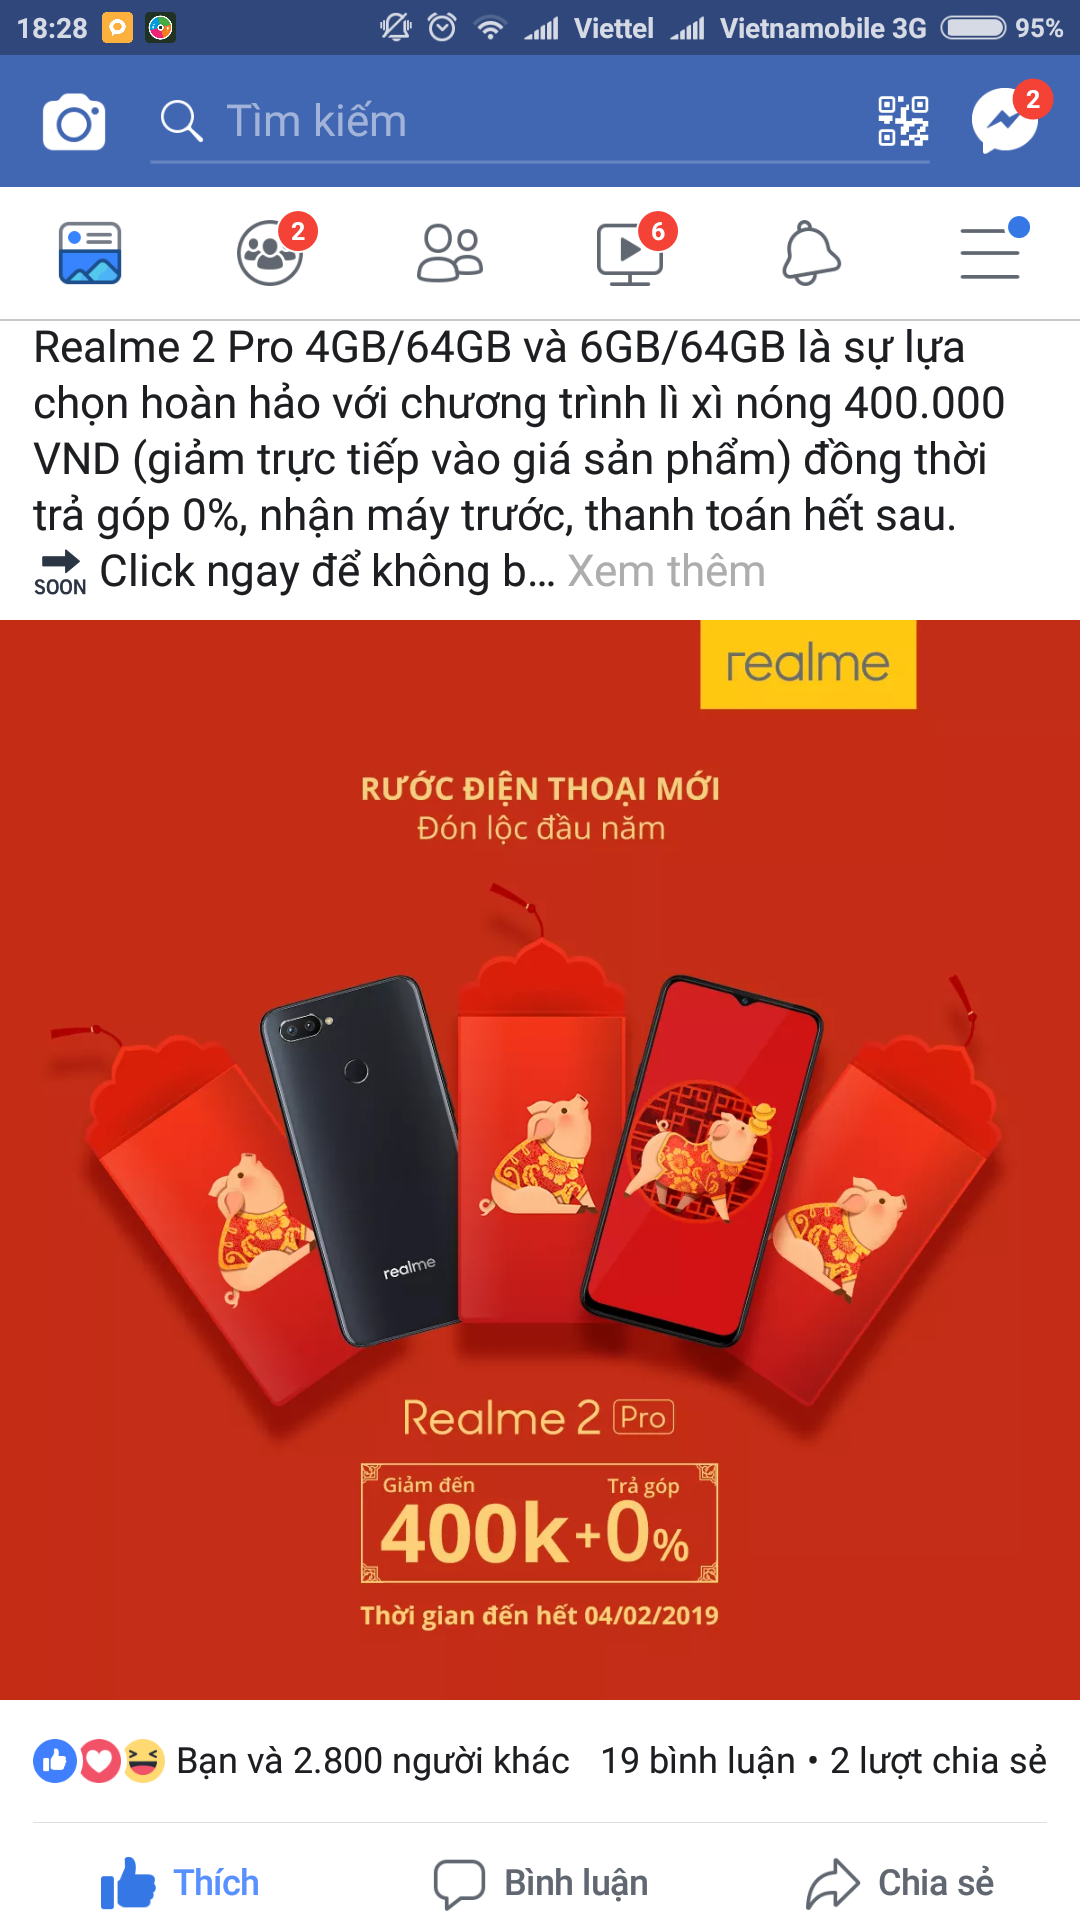 18:28
Viettel
Vietnamobile 3G
95%
Tìm kiếm
2
2
6
Realme 2 Pro 4GB/64GB và 6GB/64GB là sự lựa
chọn hoàn hảo với chương trình lì xì nóng 400.000
VND (giảm trực tiếp vào giá sản phẩm) đồng thời
trả góp 0%, nhận máy trước, thanh toán hết sau.
SOON Click ngay để không b... Xem thêm
realme
RƯỚC ĐIỆN THOẠI MỚI
Đón lộc đầu năm
realme
Realme 2 Pro
Giảm đến Trả góp
400k+0%
Thời gian đến hết 04/02/2019
Bạn và 2.800 người khác 19 bình luận • 2 lượt chia sẻ
Thích Bình luận Chia sẻ